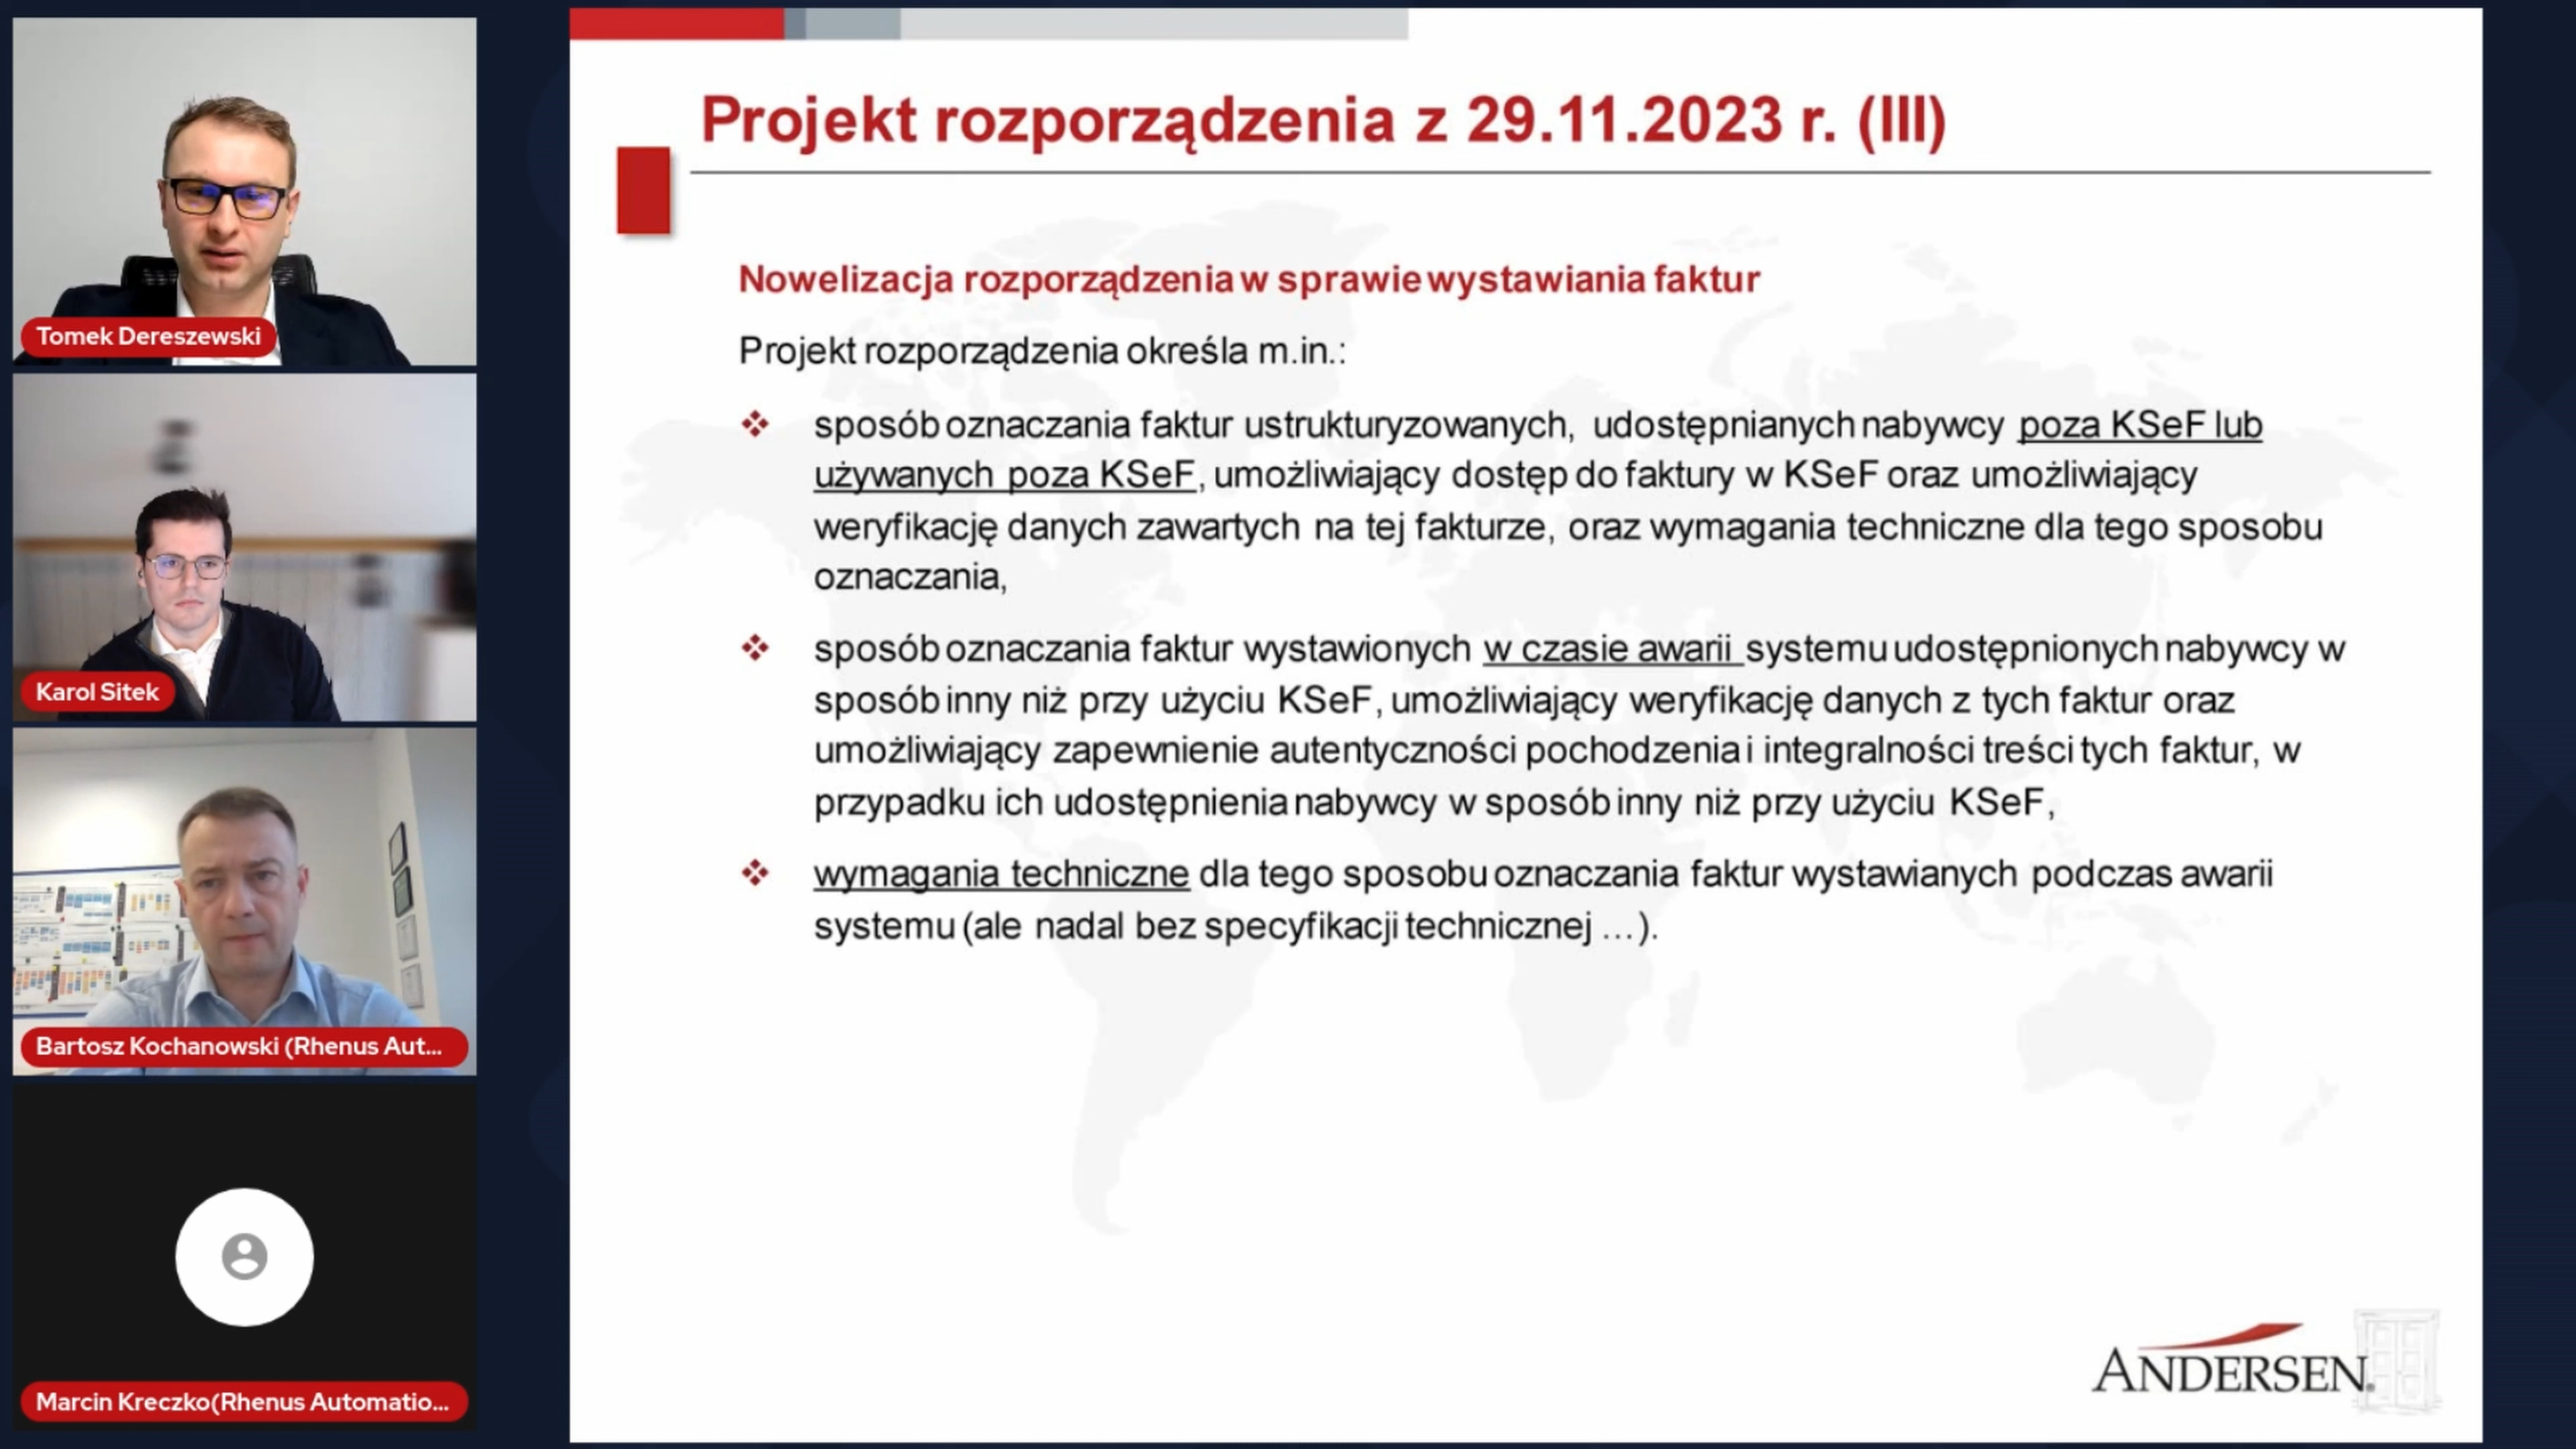 Tomek Dereszewski
Karol Sitek
Bartosz Kochanowski (Rhenus Aut...
Marcin Kreczko(Rhenus Automatio...
Projekt rozporządzenia z 29.11.2023 r. (III)
Nowelizacja rozporządzenia w sprawie wystawiania faktur
Projekt rozporządzenia określa m.in.:
❖ sposób oznaczania faktur ustrukturyzowanych, udostępnianych nabywcy poza KSeF lub
używanych poza KSeF, umożliwiający dostęp do faktury w KSeF oraz umożliwiający
weryfikację danych zawartych na tej fakturze, oraz wymagania techniczne dla tego sposobu
oznaczania,
❖ sposób oznaczania faktur wystawionych w czasie awarii systemu udostępnionych nabywcy w
sposób inny niż przy użyciu KSeF, umożliwiający weryfikację danych z tych faktur oraz
umożliwiający zapewnienie autentyczności pochodzenia i integralności treści tych faktur, w
przypadku ich udostępnienia nabywcy w sposób inny niż przy użyciu KSeF,
❖ wymagania techniczne dla tego sposobu oznaczania faktur wystawianych podczas awarii
systemu (ale nadal bez specyfikacji technicznej ...).
ANDERSEN.